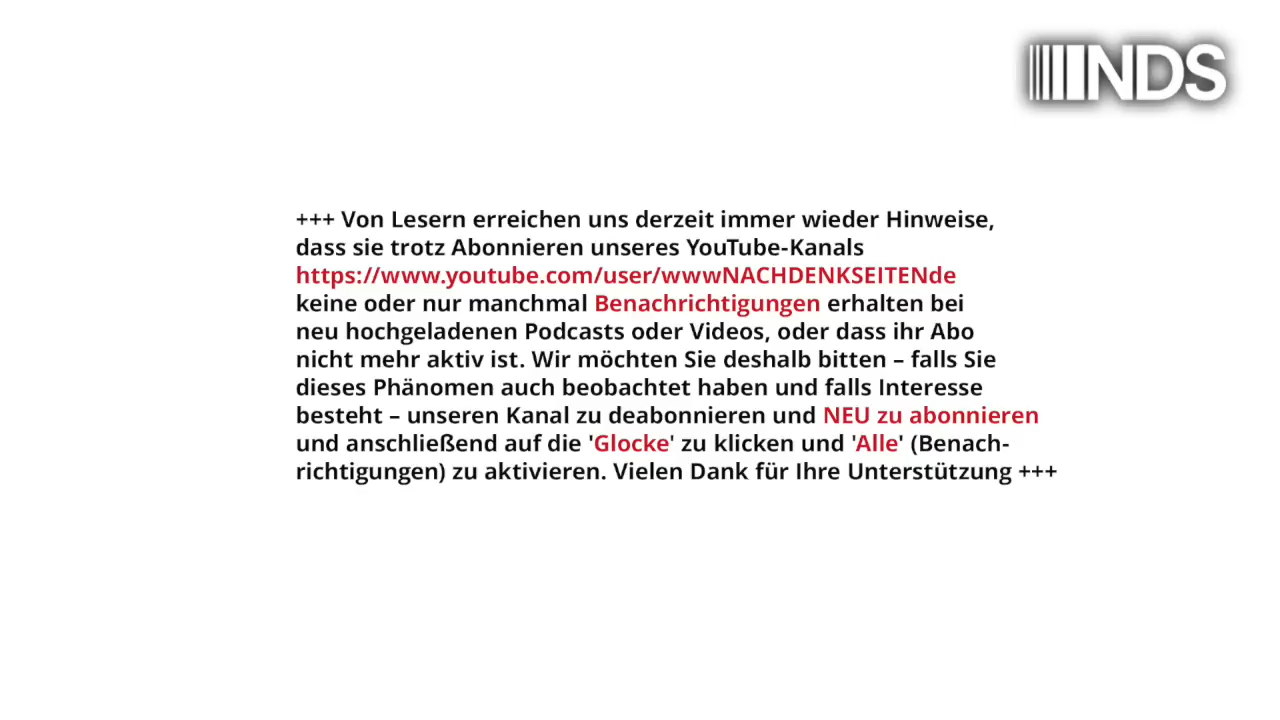 NDS
+++ Von Lesern erreichen uns derzeit immer wieder Hinweise,
dass sie trotz Abonnieren unseres YouTube-Kanals
https://www.youtube.com/user/wwwNACHDENKSEITENde
keine oder nur manchmal Benachrichtigungen erhalten bei
neu hochgeladenen Podcasts oder Videos, oder dass ihr Abo
nicht mehr aktiv ist. Wir möchten Sie deshalb bitten – falls Sie
dieses Phänomen auch beobachtet haben und falls Interesse
besteht – unseren Kanal zu deabonnieren und NEU zu abonnieren
und anschließend auf die 'Glocke' zu klicken und 'Alle' (Benach-
richtigungen) zu aktivieren. Vielen Dank für Ihre Unterstützung +++